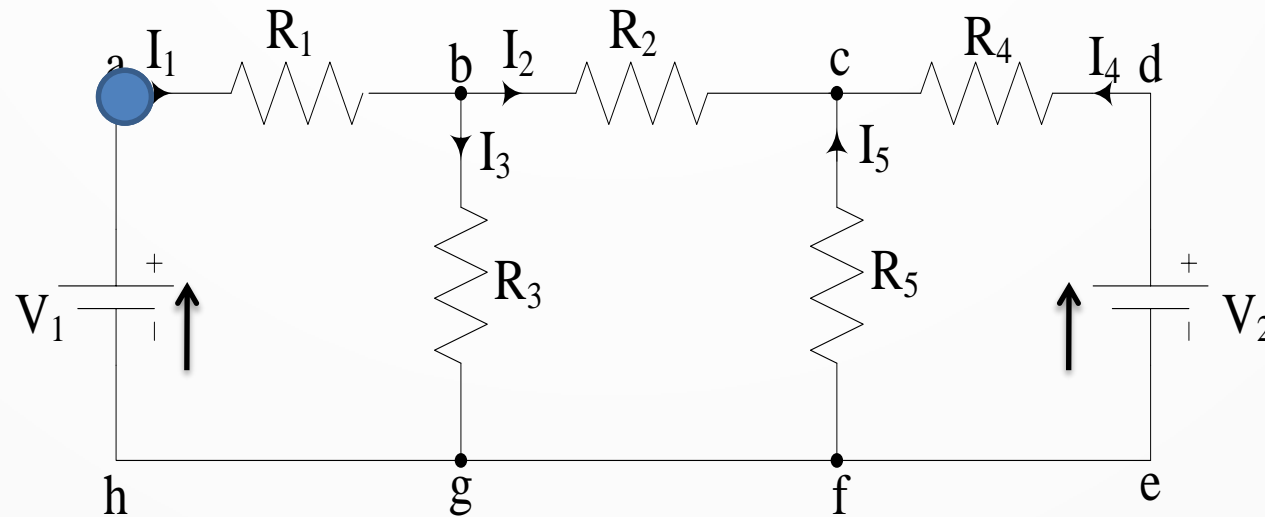 a I₁ R₁ b I₂ R₂ c R₄ I₄ d
I₃ I₅
R₃ R₅
+ +
V₁ V₂
− −
h g f e